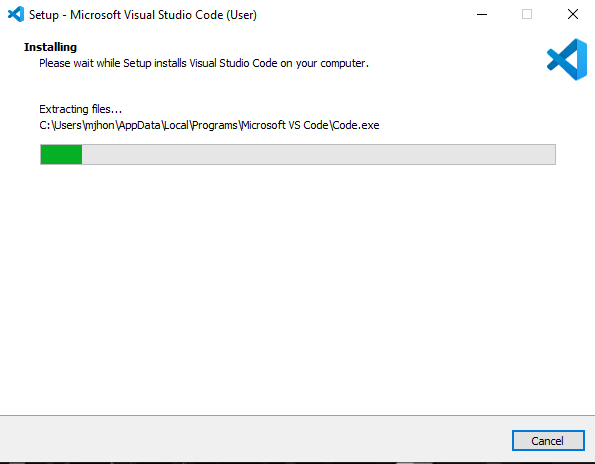 Setup - Microsoft Visual Studio Code (User)
Installing
Please wait while Setup installs Visual Studio Code on your computer.
Extracting files...
C:\Users\mjhon\AppData\Local\Programs\Microsoft VS Code\Code.exe
Cancel